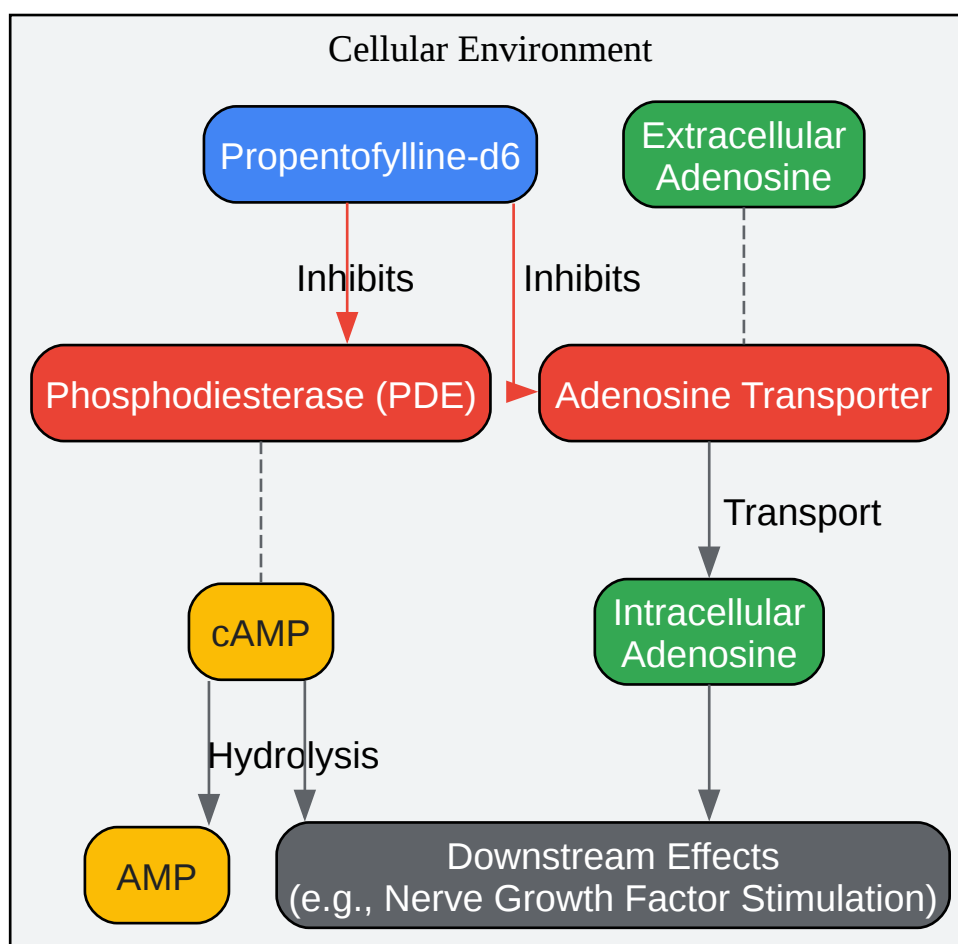 Cellular Environment
Propentofylline-d6
Extracellular
Adenosine
Inhibits
Inhibits
Phosphodiesterase (PDE)
Adenosine Transporter
Transport
cAMP
Intracellular
Adenosine
Hydrolysis
AMP
Downstream Effects
(e.g., Nerve Growth Factor Stimulation)